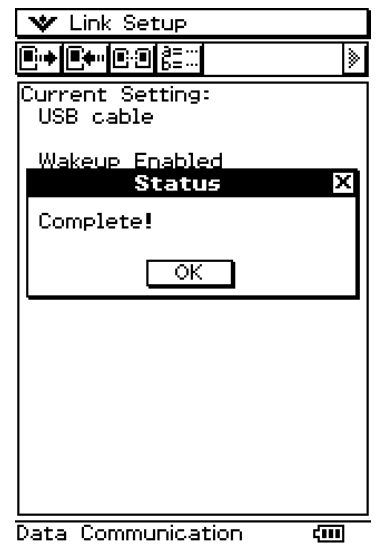 Link Setup
Current Setting:
USB cable
Wakeup Enabled
Status
Complete!
OK
Data Communication